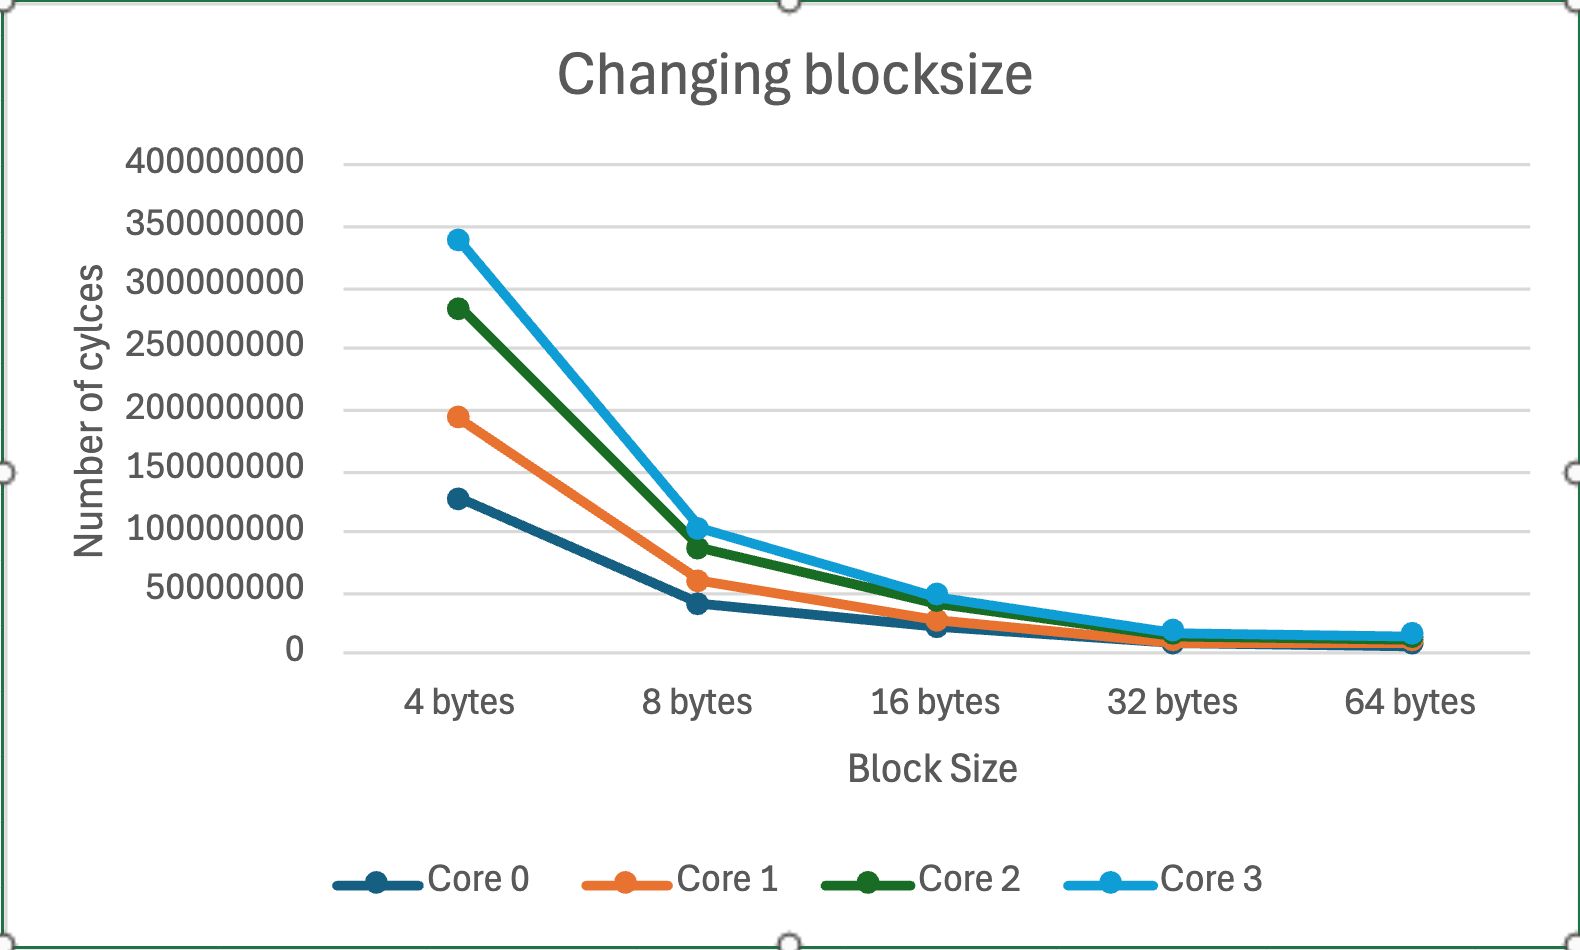 Changing blocksize
400000000
350000000
300000000
250000000
200000000
150000000
100000000
50000000
0
Number of cylces
4 bytes 8 bytes 16 bytes 32 bytes 64 bytes
Block Size
Core 0 Core 1 Core 2 Core 3